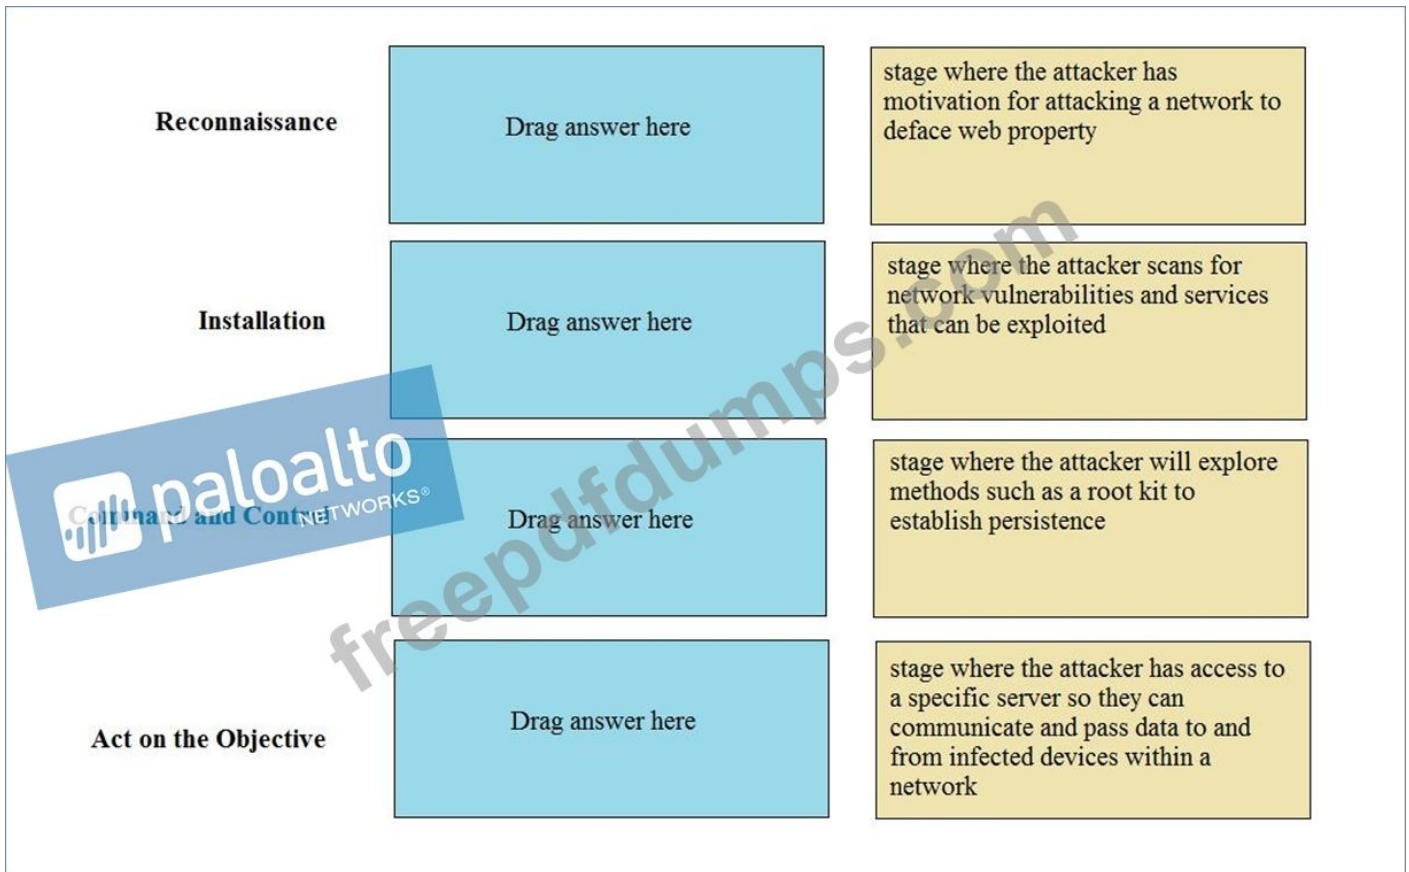 Reconnaissance
Drag answer here
stage where the attacker has
motivation for attacking a network to
deface web property
Installation
Drag answer here
stage where the attacker scans for
network vulnerabilities and services
that can be exploited
paloalto
NETWORKS®
Command and Control
Drag answer here
stage where the attacker will explore
methods such as a root kit to
establish persistence
Act on the Objective
Drag answer here
stage where the attacker has access to
a specific server so they can
communicate and pass data to and
from infected devices within a
network
freepdfdumps.com